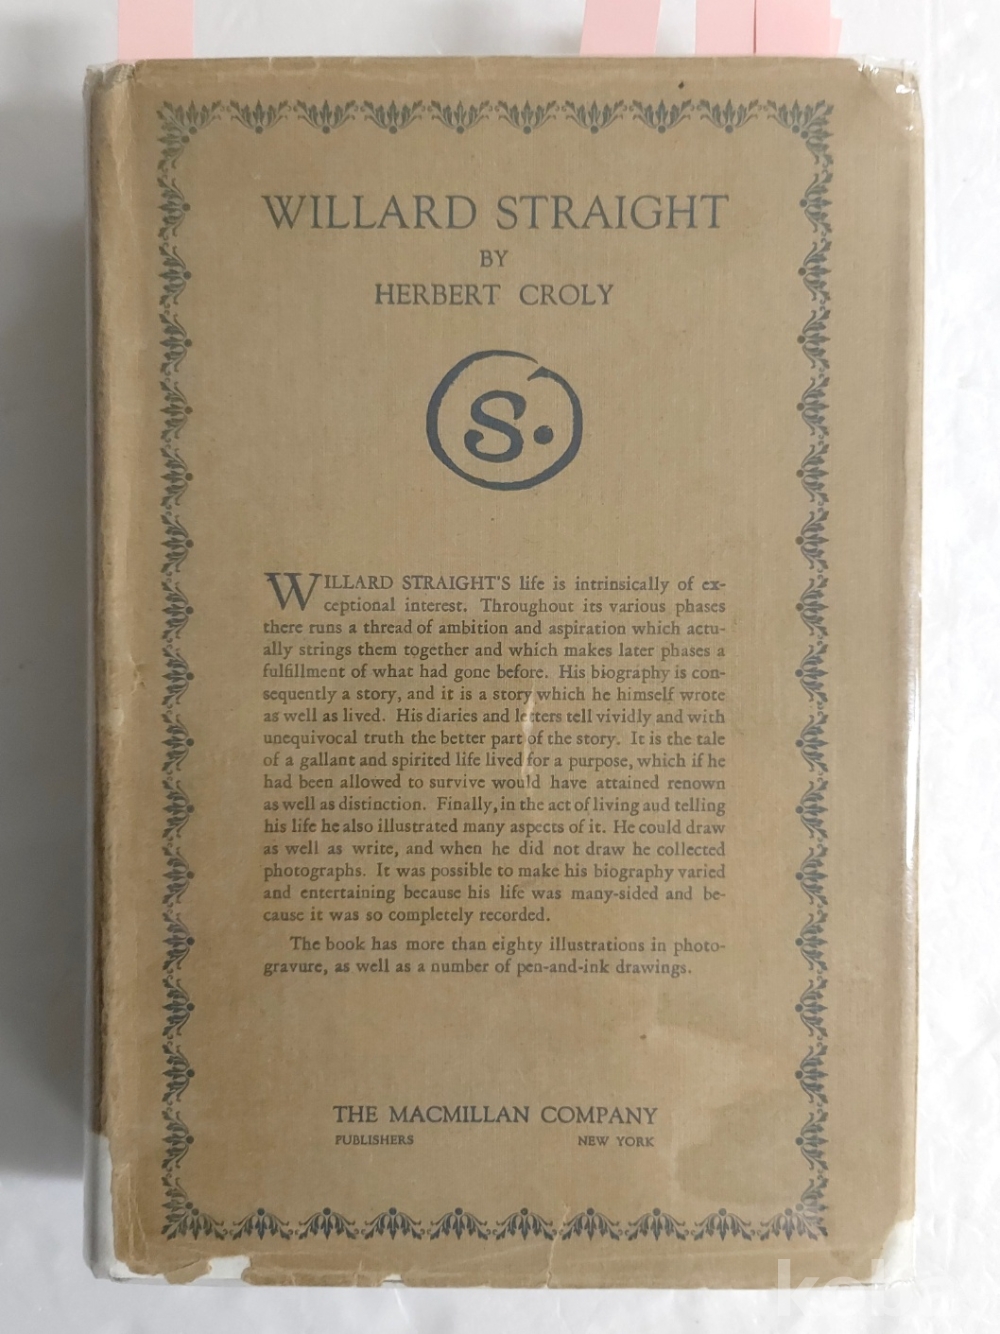 WILLARD STRAIGHT
BY
HERBERT CROLY
S.
WILLARD STRAIGHT'S life is intrinsically of ex-
ceptional interest. Throughout its various phases
there runs a thread of ambition and aspiration which actu-
ally strings them together and which makes later phases a
fulfillment of what had gone before. His biography is con-
sequently a story, and it is a story which he himself wrote
as well as lived. His diaries and letters tell vividly and with
unequivocal truth the better part of the story. It is the tale
of a gallant and spirited life lived for a purpose, which if he
had been allowed to survive would have attained renown
as well as distinction. Finally, in the act of living aud telling
his life he also illustrated many aspects of it. He could draw
as well as write, and when he did not draw he collected
photographs. It was possible to make his biography varied
and entertaining because his life was many-sided and be-
cause it was so completely recorded.
The book has more than eighty illustrations in photo-
gravure, as well as a number of pen-and-ink drawings.
THE MACMILLAN COMPANY
PUBLISHERS NEW YORK